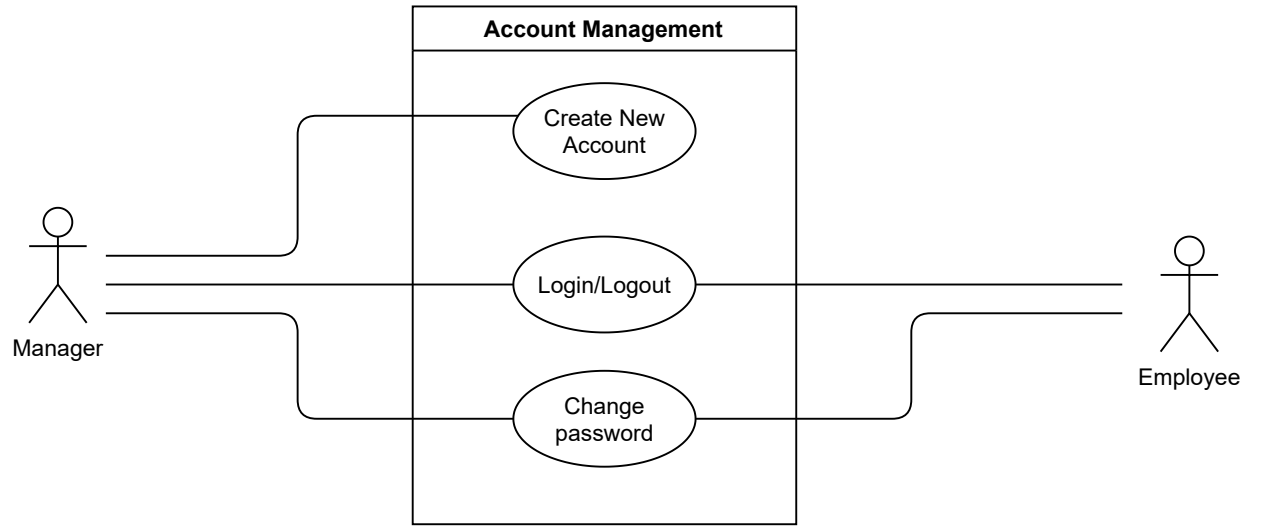 Account Management
Create New
Account
Login/Logout
Manager
Employee
Change
password